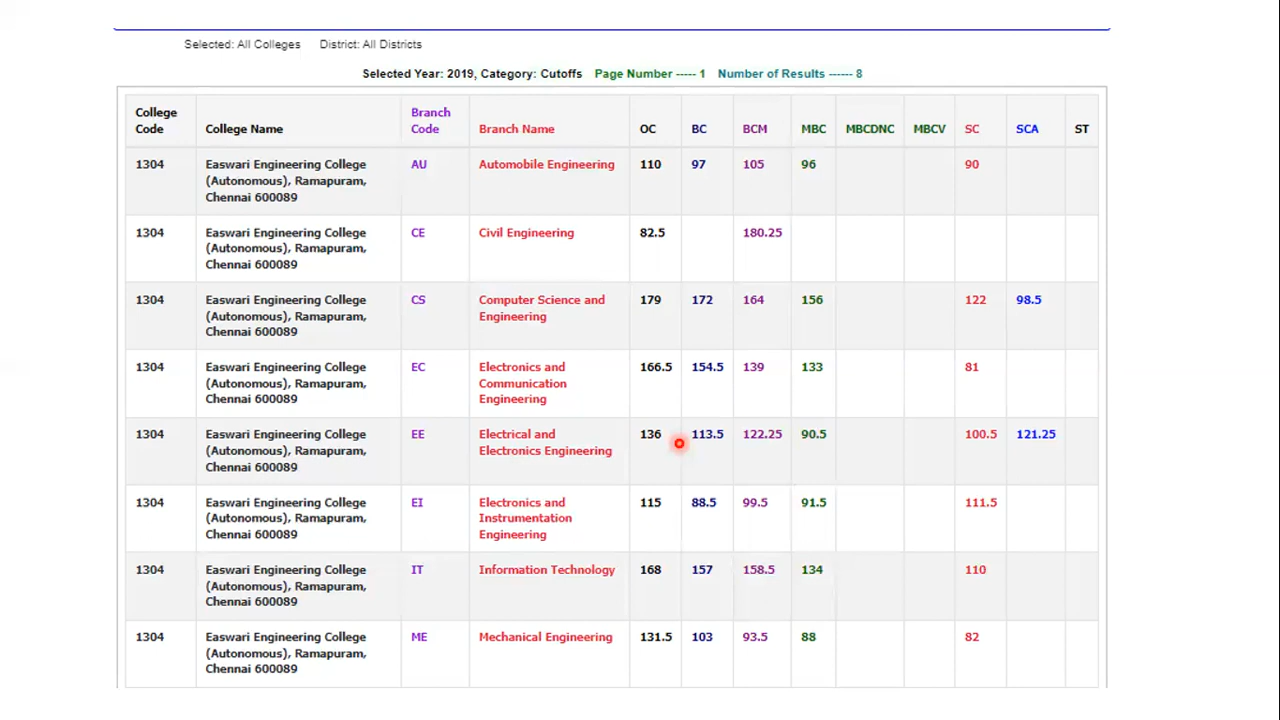 Selected: All Colleges District: All Districts
Selected Year: 2019, Category: Cutoffs Page Number ----- 1 Number of Results ------ 8
College Code College Name Branch Code Branch Name OC BC BCM MBC MBCDNC MBCV SC SCA ST
1304 Easwari Engineering College AU Automobile Engineering 110 97 105 96 90
(Autonomous), Ramapuram,
Chennai 600089
1304 Easwari Engineering College CE Civil Engineering 82.5 180.25
(Autonomous), Ramapuram,
Chennai 600089
1304 Easwari Engineering College CS Computer Science and 179 172 164 156 122 98.5
(Autonomous), Ramapuram, Engineering
Chennai 600089
1304 Easwari Engineering College EC Electronics and 166.5 154.5 139 133 81
(Autonomous), Ramapuram, Communication
Chennai 600089 Engineering
1304 Easwari Engineering College EE Electrical and 136 113.5 122.25 90.5 100.5 121.25
(Autonomous), Ramapuram, Electronics Engineering
Chennai 600089
1304 Easwari Engineering College EI Electronics and 115 88.5 99.5 91.5 111.5
(Autonomous), Ramapuram, Instrumentation
Chennai 600089 Engineering
1304 Easwari Engineering College IT Information Technology 168 157 158.5 134 110
(Autonomous), Ramapuram,
Chennai 600089
1304 Easwari Engineering College ME Mechanical Engineering 131.5 103 93.5 88 82
(Autonomous), Ramapuram,
Chennai 600089